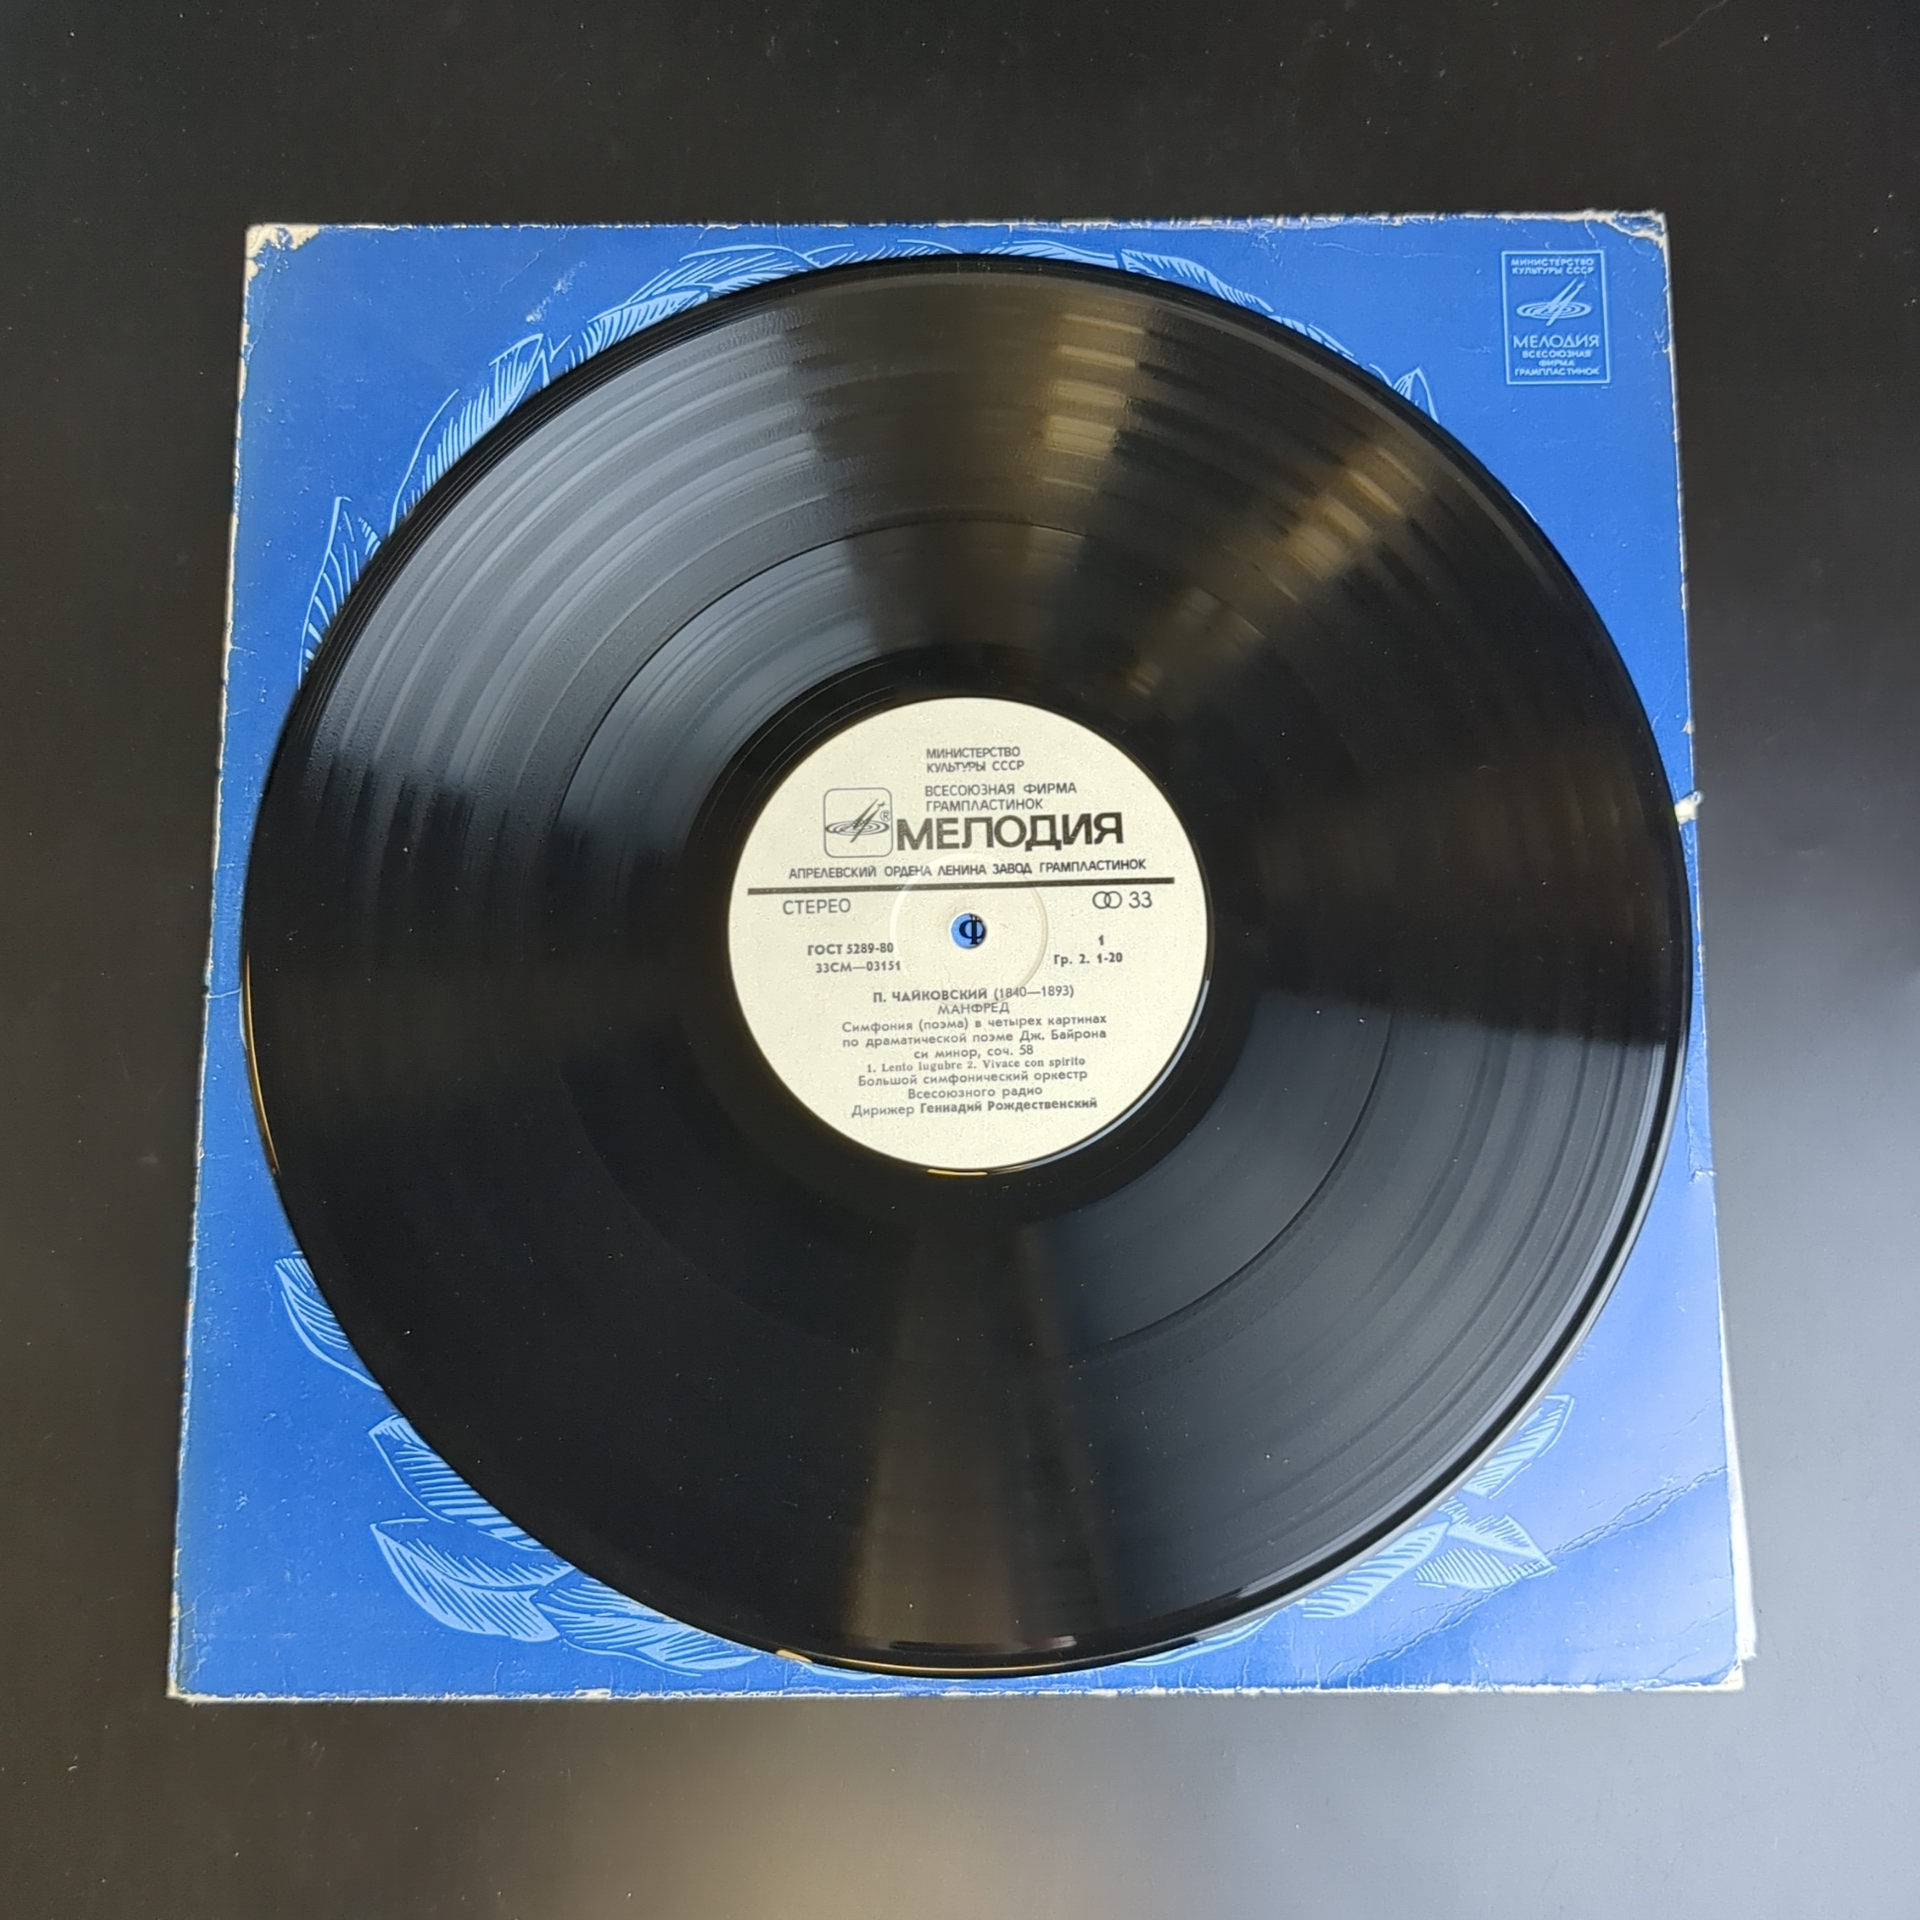 МИНИСТЕРСТВО
КУЛЬТУРЫ СССР
МЕЛОДИЯ
ВСЕСОЮЗНАЯ
ФИРМА
ГРАМПЛАСТИНОК
МИНИСТЕРСТВО
КУЛЬТУРЫ СССР
ВСЕСОЮЗНАЯ ФИРМА
ГРАМПЛАСТИНОК
® МЕЛОДИЯ
АПРЕЛЕВСКИЙ ОРДЕНА ЛЕНИНА ЗАВОД ГРАМПЛАСТИНОК
СТЕРЕО 33
Ф
ГОСТ 5289-80 1
33СМ—03151 Гр. 2. 1-20
П. ЧАЙКОВСКИЙ (1840—1893)
МАНФРЕД
Симфония (поэма) в четырех картинах
по драматической поэме Дж. Байрона
си минор, соч. 58
1. Lento lugubre 2. Vivace con spirito
Большой симфонический оркестр
Всесоюзного радио
Дирижер Геннадий Рождественский